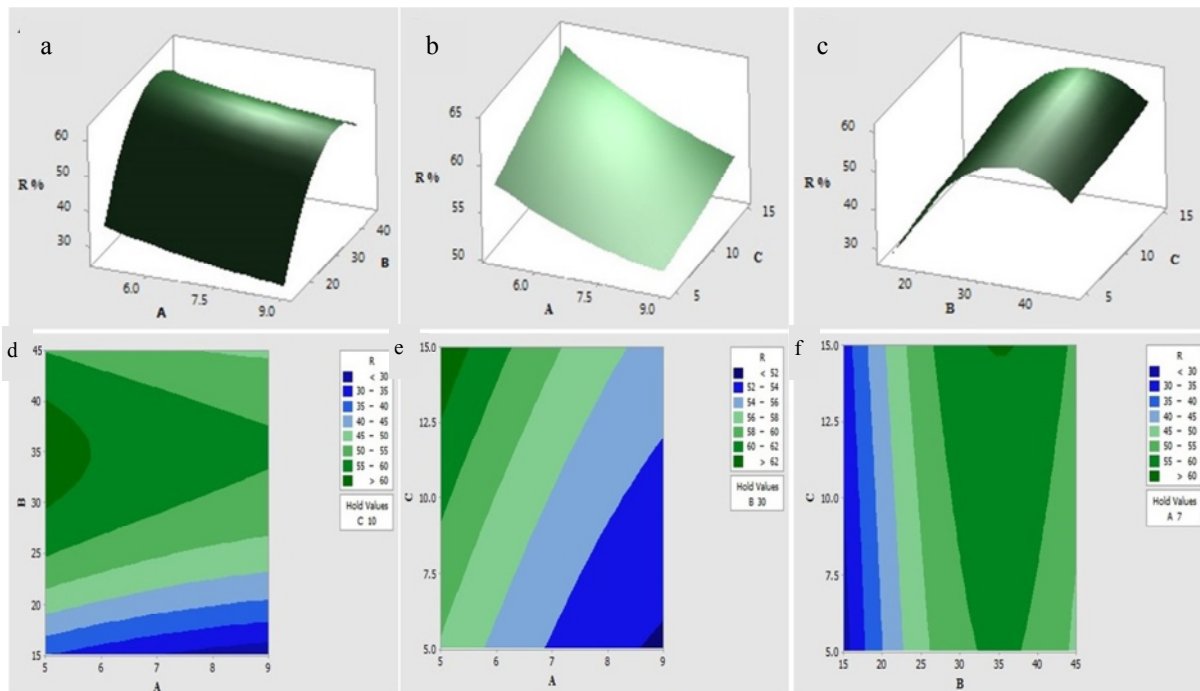 a
60
50
R %
40
30
6.0
7.5
9.0
A
20
30
40
B
b
65
60
R %
55
50
6.0
7.5
9.0
A
5
10
15
C
c
60
50
R %
40
30
20
30
40
B
5
10
15
C
d
45
40
35
B
30
25
20
15
5
6
7
8
9
A
R
< 30
30 – 35
35 – 40
40 – 45
45 – 50
50 – 55
55 – 60
> 60
Hold Values
C 10
e
15.0
12.5
C
10.0
7.5
5.0
5
6
7
8
9
A
R
< 52
52 – 54
54 – 56
56 – 58
58 – 60
60 – 62
> 62
Hold Values
B 30
f
15.0
12.5
C
10.0
7.5
5.0
15
20
25
30
35
40
45
B
R
< 30
30 – 35
35 – 40
40 – 45
45 – 50
50 – 55
55 – 60
> 60
Hold Values
A 7